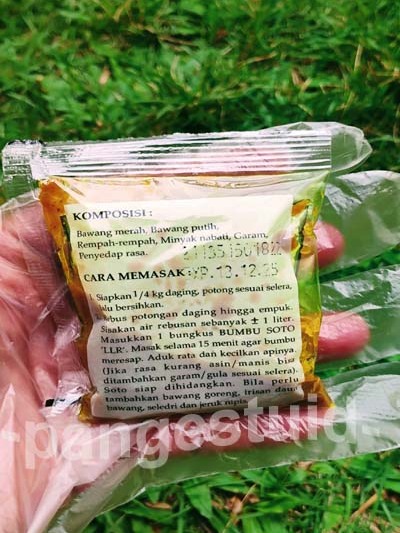 KOMPOSISI :
Bawang merah, Bawang putih,
Rempah-rempah, Minyak nabati, Garam,
Penyedap rasa.
CARA MEMASAK :
1. Siapkan 1/4 kg daging, potong sesuai selera,
lalu bersihkan.
Rebus potongan daging hingga empuk.
Sisakan air rebusan sebanyak ± 1 liter.
Masukkan 1 bungkus BUMBU SOTO
"LLR". Masak selama 15 menit agar bumbu
meresap. Aduk rata dan kecilkan apinya.
(Jika rasa kurang asin/manis bisa
ditambahkan garam/gula sesuai selera).
Soto siap dihidangkan. Bila perlu
tambahkan bawang goreng, irisan daun
bawang, seledri dan jeruk nipis.
pangestuid